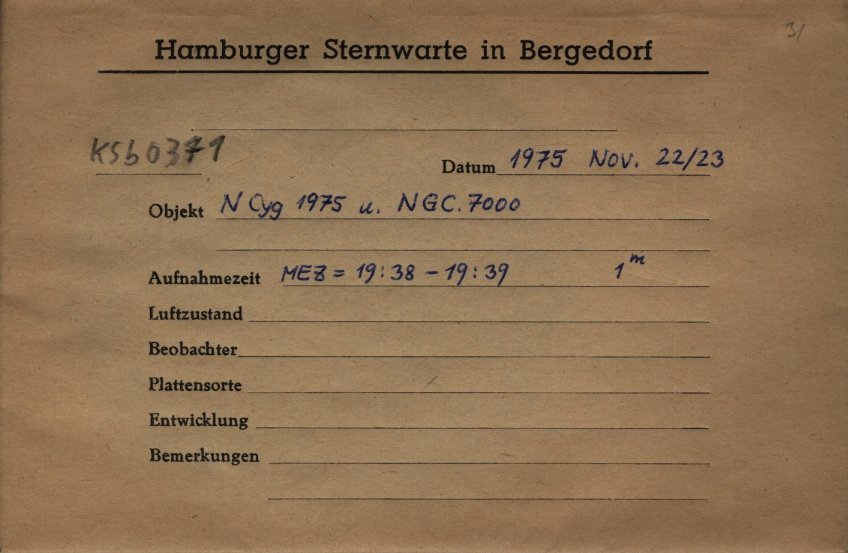 31
Hamburger Sternwarte in Bergedorf
KSb0371
Datum 1975 Nov. 22/23
Objekt N Cyg 1975 u. NGC. 7000
Aufnahmezeit MEZ = 19:38 - 19:39 1m
Luftzustand
Beobachter
Plattensorte
Entwicklung
Bemerkungen